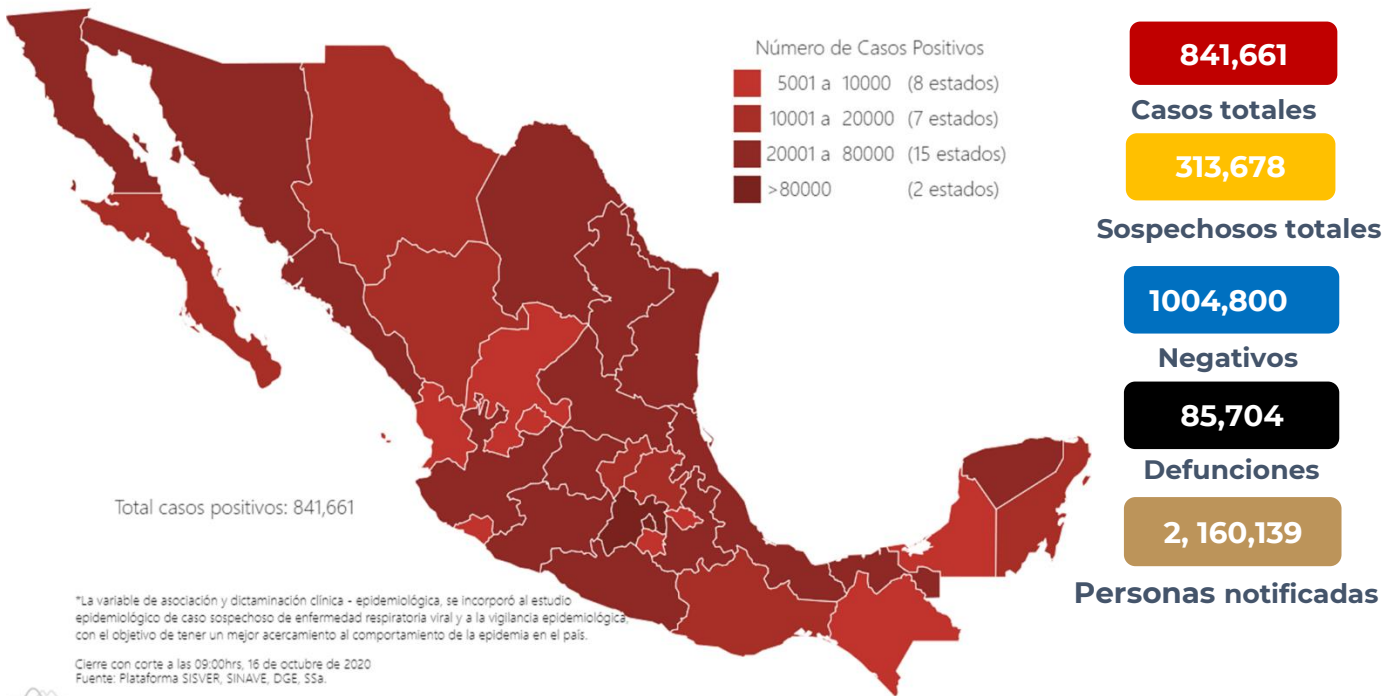 Número de Casos Positivos
5001 a 10000 (8 estados)
10001 a 20000 (7 estados)
20001 a 80000 (15 estados)
>80000 (2 estados)
841,661
Casos totales
313,678
Sospechosos totales
1004,800
Negativos
85,704
Defunciones
2, 160,139
Personas notificadas
Total casos positivos: 841,661
*La variable de asociación y dictaminación clínica - epidemiológica, se incorporó al estudio
epidemiológico de caso sospechoso de enfermedad respiratoria viral y a la vigilancia epidemiológica,
con el objetivo de tener un mejor acercamiento al comportamiento de la epidemia en el país.
Cierre con corte a las 09:00hrs, 16 de octubre de 2020
Fuente: Plataforma SISVER, SINAVE, DGE, SSa.